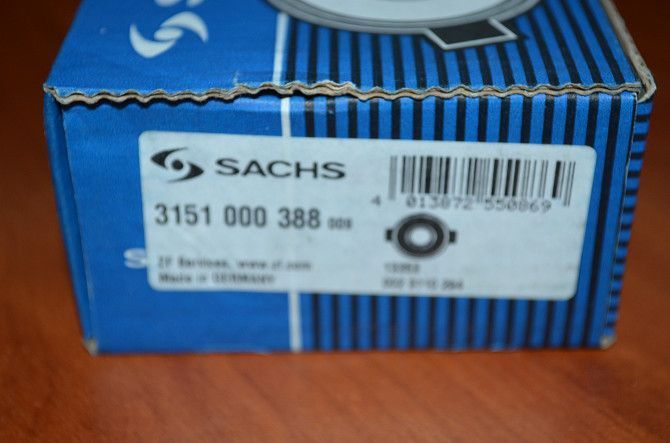 SACHS
3151 000 388
4 013872 550869
ZF Services, www.zf.com
Made in GERMANY